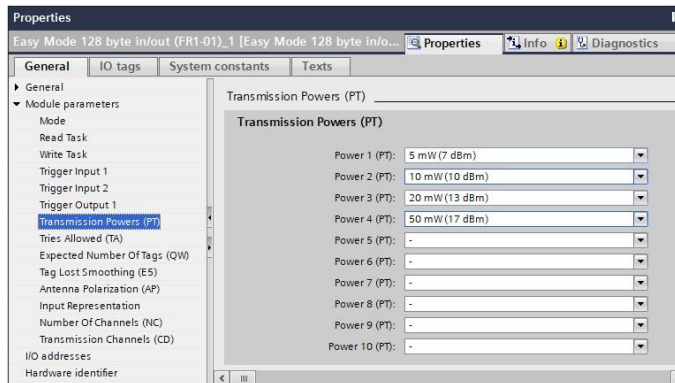 Properties
Easy Mode 128 byte in/out (FR1-01)_1 [Easy Mode 128 byte in/o... Properties Info Diagnostics
General IO tags System constants Texts
General
Module parameters
Mode
Read Task
Write Task
Trigger Input 1
Trigger Input 2
Trigger Output 1
Transmission Powers (PT)
Tries Allowed (TA)
Expected Number Of Tags (QW)
Tag Lost Smoothing (E5)
Antenna Polarization (AP)
Input Representation
Number Of Channels (NC)
Transmission Channels (CD)
I/O addresses
Hardware identifier
Transmission Powers (PT)
Transmission Powers (PT)
Power 1 (PT): 5 mW (7 dBm)
Power 2 (PT): 10 mW (10 dBm)
Power 3 (PT): 20 mW (13 dBm)
Power 4 (PT): 50 mW (17 dBm)
Power 5 (PT): -
Power 6 (PT): -
Power 7 (PT): -
Power 8 (PT): -
Power 9 (PT): -
Power 10 (PT): -